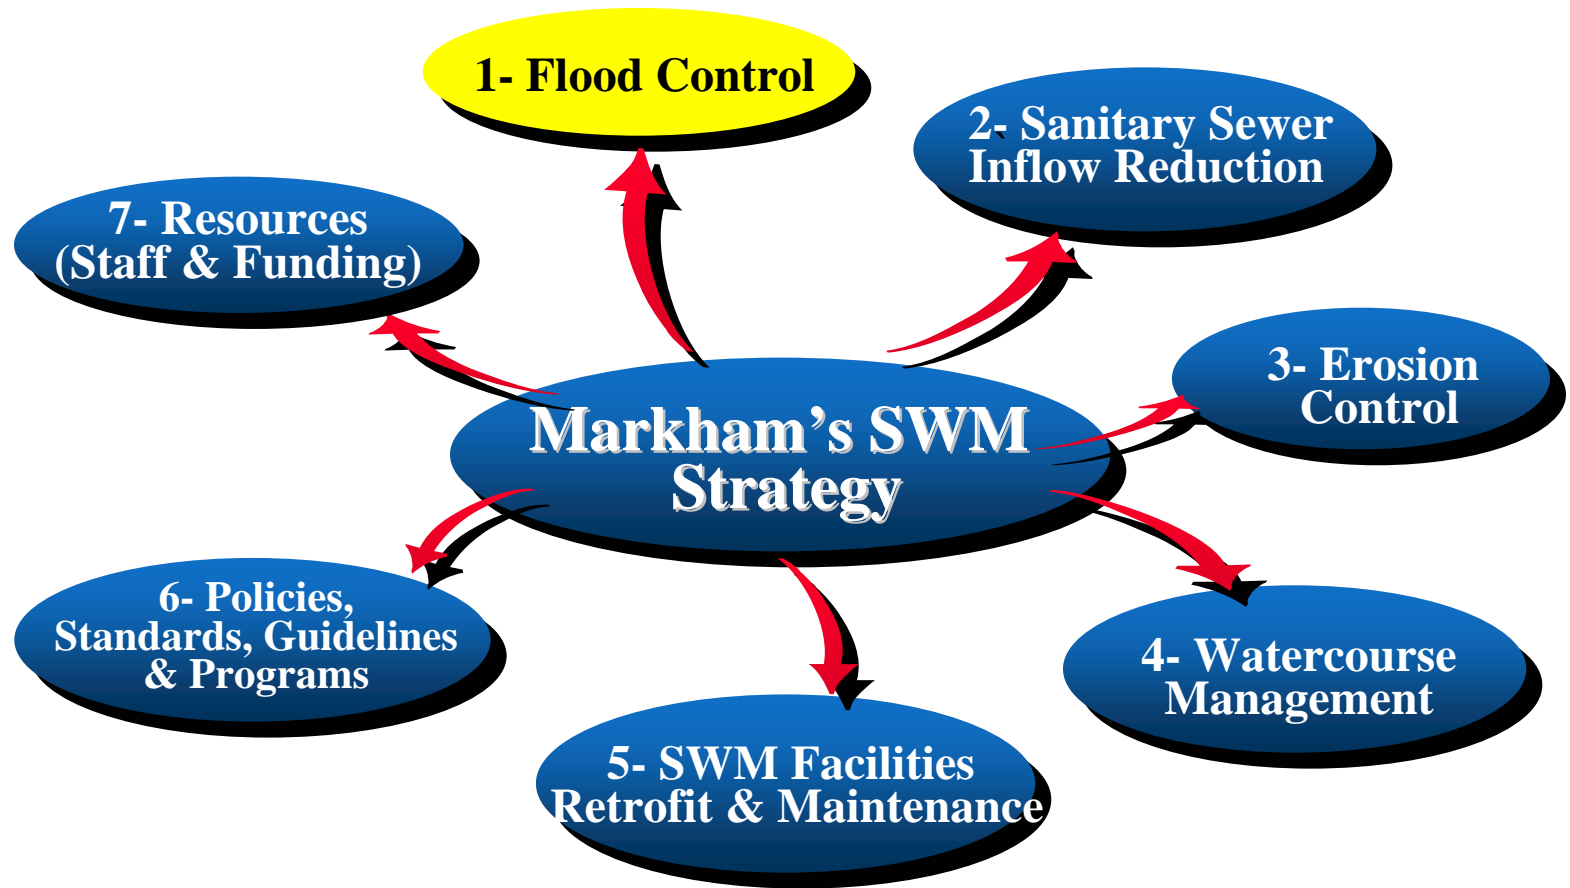 1- Flood Control
2- Sanitary Sewer
Inflow Reduction
7- Resources
(Staff & Funding)
3- Erosion
Control
Markham’s SWM
Strategy
6- Policies,
Standards, Guidelines
& Programs
4- Watercourse
Management
5- SWM Facilities
Retrofit & Maintenance